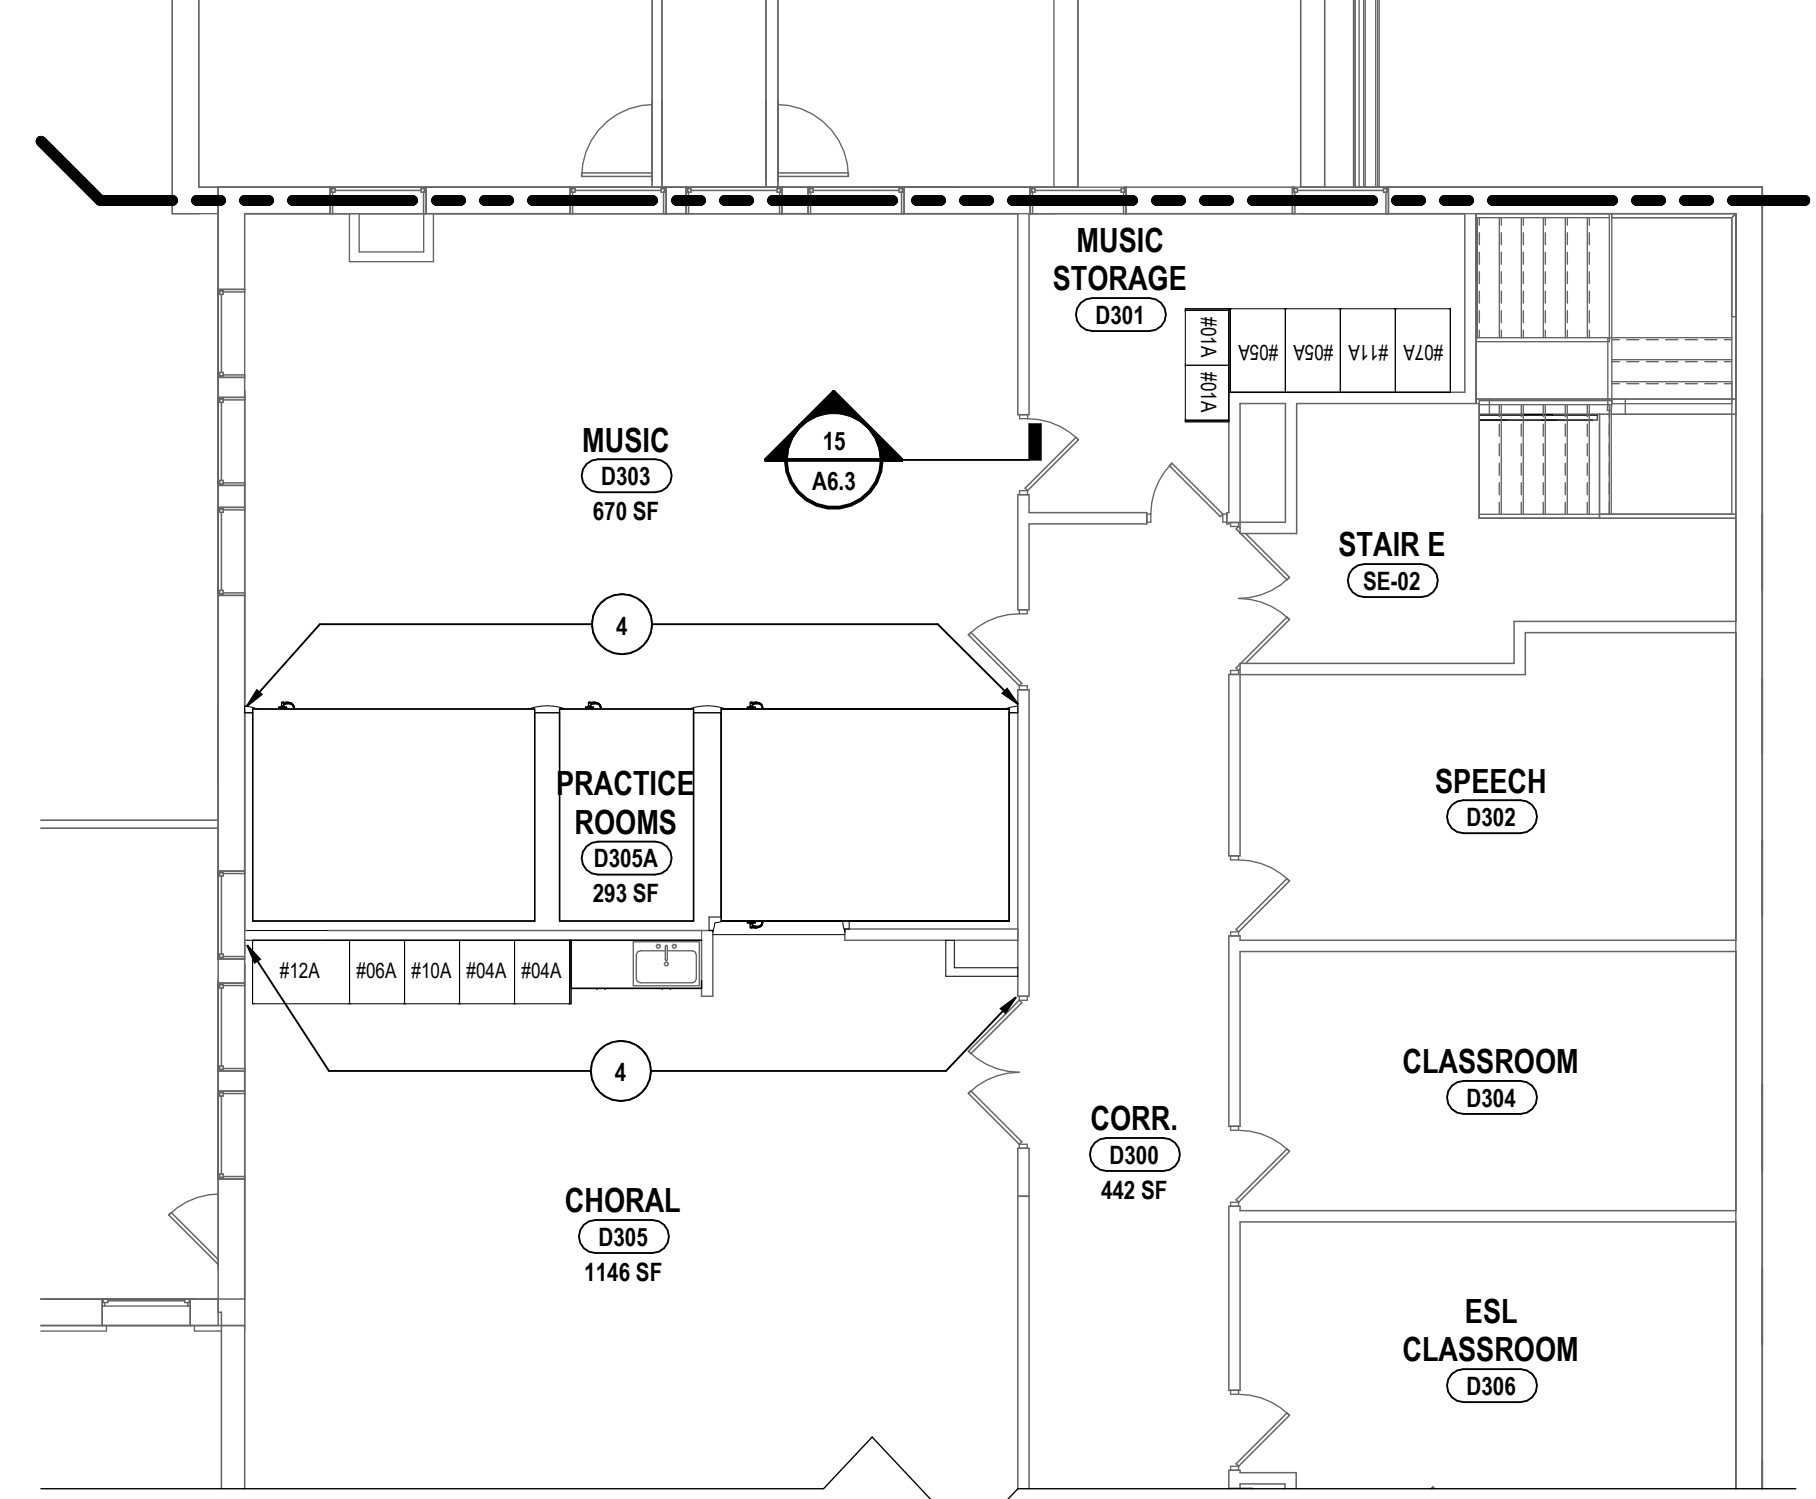 MUSIC
STORAGE
D301
#01A
#01A
#05A
#05A
#11A
#07A
MUSIC
D303
670 SF
15
A6.3
STAIR E
SE-02
4
PRACTICE
ROOMS
D305A
293 SF
SPEECH
D302
#12A
#06A
#10A
#04A
#04A
4
CLASSROOM
D304
CORR.
D300
442 SF
CHORAL
D305
1146 SF
ESL
CLASSROOM
D306